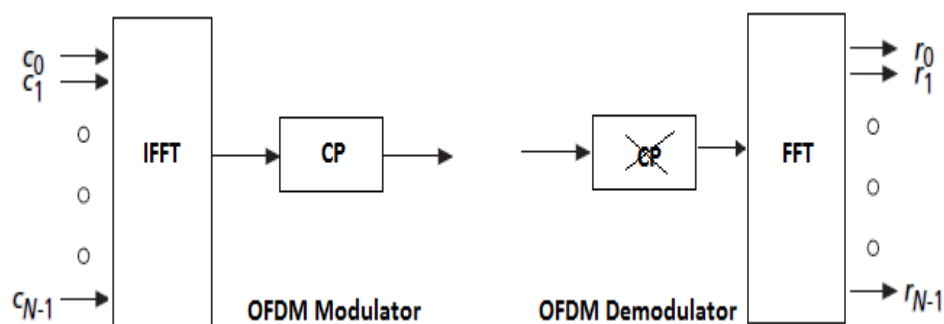 c0
c1
cN-1
IFFT
CP
OFDM Modulator
CP
FFT
OFDM Demodulator
r0
r1
rN-1